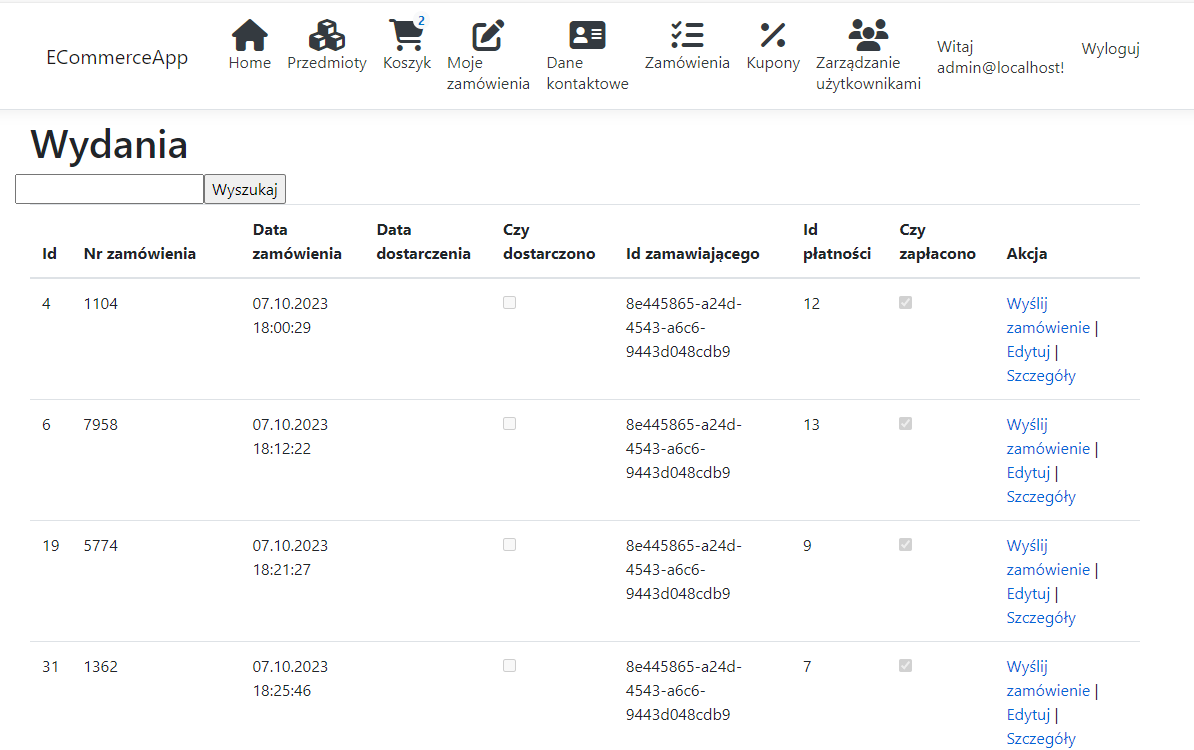 ECommerceApp
Home
Przedmioty
2
Koszyk
Moje
zamówienia
Dane
kontaktowe
Zamówienia
Kupony
Zarządzanie
użytkownikami
Witaj
admin@localhost!
Wyloguj
Wydania
Wyszukaj
Id
Nr zamówienia
Data
zamówienia
Data
dostarczenia
Czy
dostarczono
Id zamawiającego
Id
płatności
Czy
zapłacono
Akcja
4
1104
07.10.2023
18:00:29
8e445865-a24d-
4543-a6c6-
9443d048cdb9
12
Wyślij
zamówienie |
Edytuj |
Szczegóły
6
7958
07.10.2023
18:12:22
8e445865-a24d-
4543-a6c6-
9443d048cdb9
13
Wyślij
zamówienie |
Edytuj |
Szczegóły
19
5774
07.10.2023
18:21:27
8e445865-a24d-
4543-a6c6-
9443d048cdb9
9
Wyślij
zamówienie |
Edytuj |
Szczegóły
31
1362
07.10.2023
18:25:46
8e445865-a24d-
4543-a6c6-
9443d048cdb9
7
Wyślij
zamówienie |
Edytuj |
Szczegóły